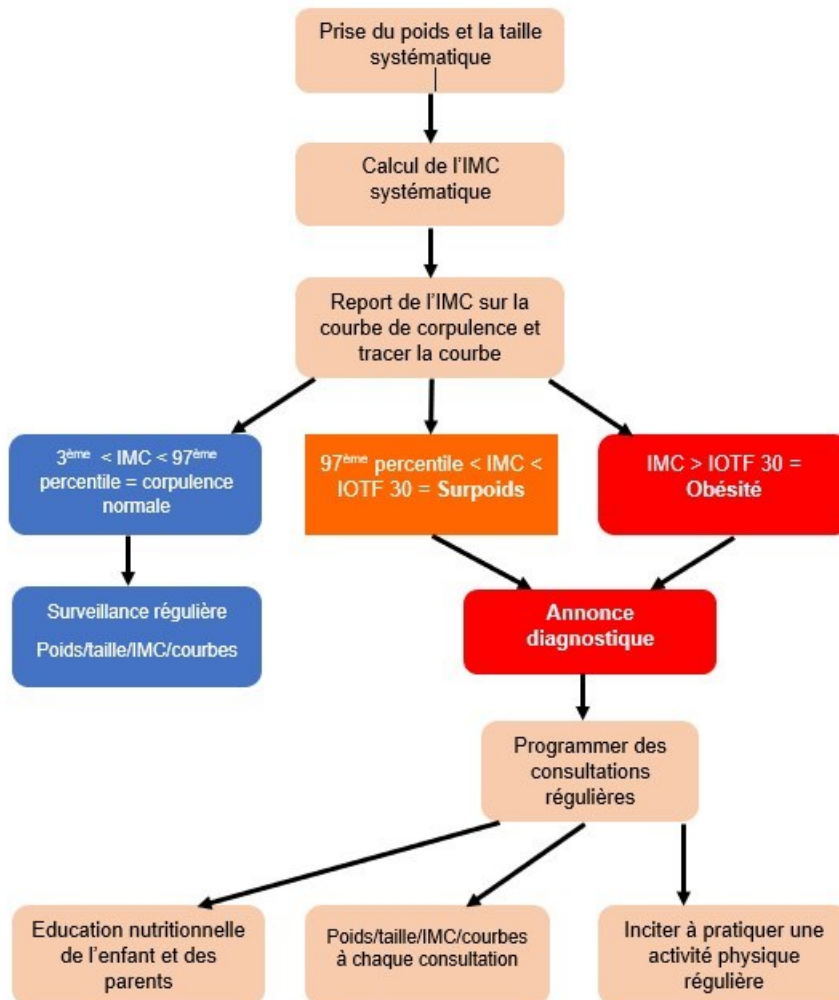 Prise du poids et la taille
systématique
Calcul de l'IMC
systématique
Report de l'IMC sur la
courbe de corpulence et
tracer la courbe
3ème < IMC < 97ème
percentile = corpulence
normale
97ème percentile < IMC <
IOTF 30 = Surpoids
IMC > IOTF 30 =
Obésité
Surveillance régulière
Poids/taille/IMC/courbes
Annonce
diagnostique
Programmer des
consultations
régulières
Education nutritionnelle
de l'enfant et des
parents
Poids/taille/IMC/courbes
à chaque consultation
Inciter à pratiquer une
activité physique
régulière